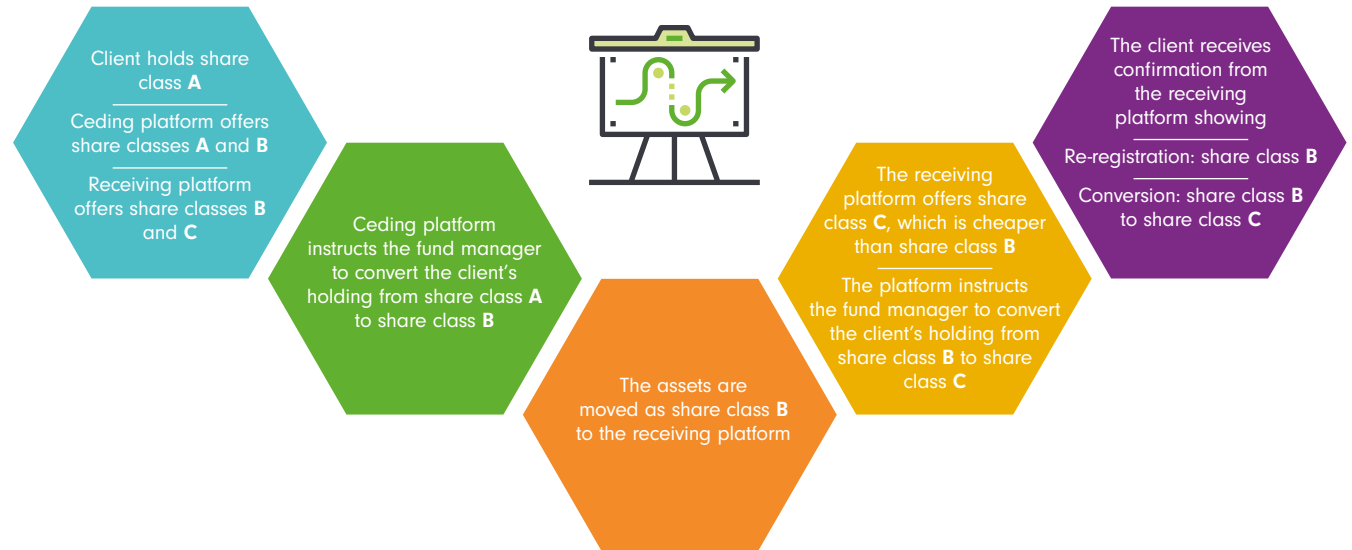 Client holds share
class A
Ceding platform offers
share classes A and B
Receiving platform
offers share classes B
and C
Ceding platform
instructs the fund manager
to convert the client's
holding from share class A
to share class B
The assets are
moved as share class B
to the receiving platform
The receiving
platform offers share
class C, which is cheaper
than share class B
The platform instructs
the fund manager to convert
the client's holding from
share class B to share
class C
The client receives
confirmation from
the receiving
platform showing
Re-registration: share class B
Conversion: share class B
to share class C